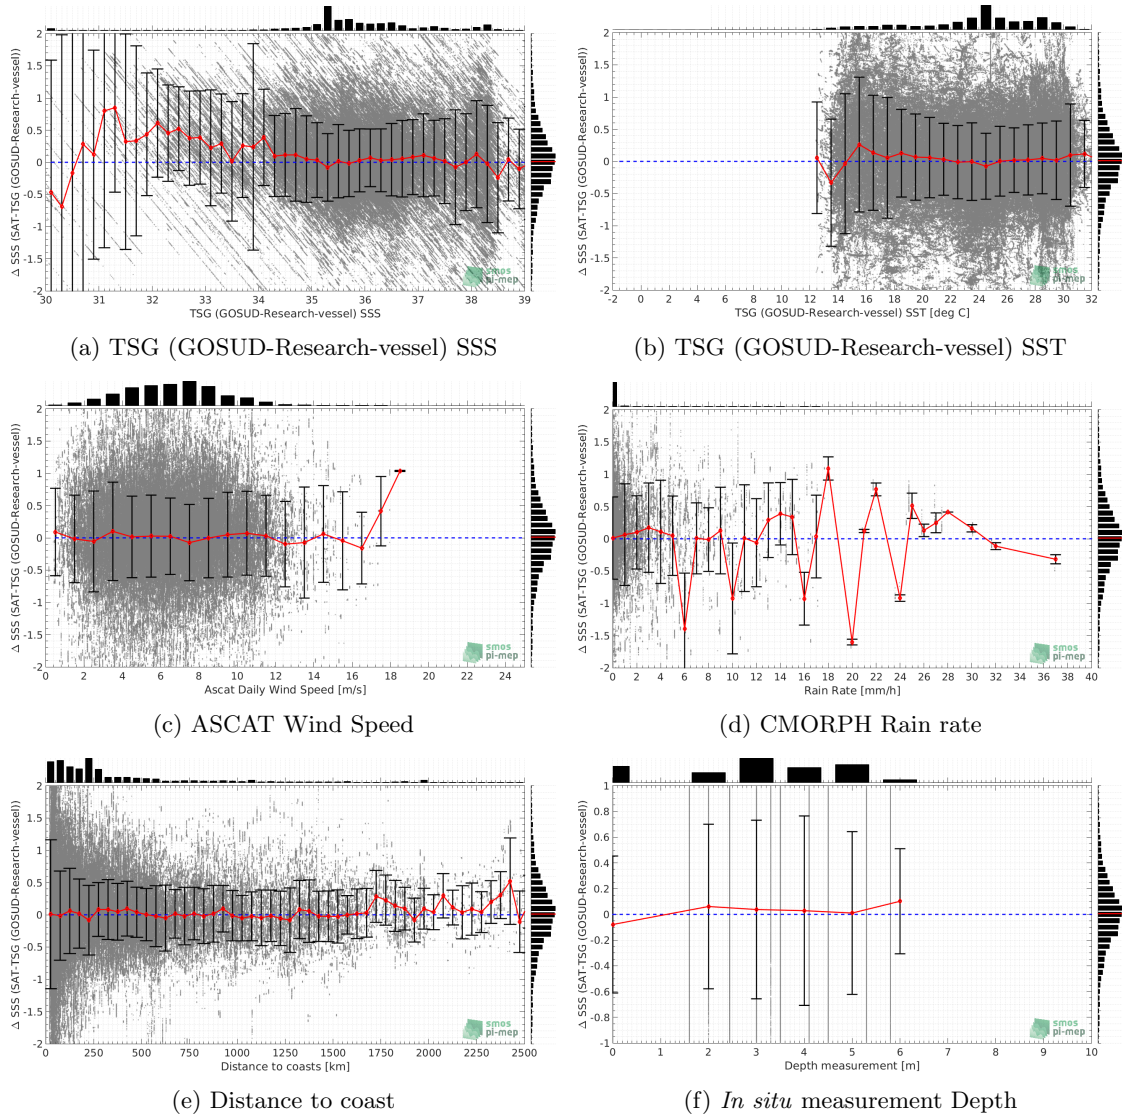 Δ SSS (SAT-TSG (GOSUD-Research-vessel))
2
1.5
1
0.5
0
-0.5
-1
-1.5
-2
30 31 32 33 34 35 36 37 38 39
TSG (GOSUD-Research-vessel) SSS
smos
pi-mep
(a) TSG (GOSUD-Research-vessel) SSS
Δ SSS (SAT-TSG (GOSUD-Research-vessel))
2
1.5
1
0.5
0
-0.5
-1
-1.5
-2
-2 0 2 4 6 8 10 12 14 16 18 20 22 24 26 28 30 32
TSG (GOSUD-Research-vessel) SST [deg C]
smos
pi-mep
(b) TSG (GOSUD-Research-vessel) SST
Δ SSS (SAT-TSG (GOSUD-Research-vessel))
2
1.5
1
0.5
0
-0.5
-1
-1.5
-2
0 2 4 6 8 10 12 14 16 18 20 22 24
Ascat Daily Wind Speed [m/s]
smos
pi-mep
(c) ASCAT Wind Speed
Δ SSS (SAT-TSG (GOSUD-Research-vessel))
2
1.5
1
0.5
0
-0.5
-1
-1.5
-2
0 2 4 6 8 10 12 14 16 18 20 22 24 26 28 30 32 34 36 38 40
Rain Rate [mm/h]
smos
pi-mep
(d) CMORPH Rain rate
Δ SSS (SAT-TSG (GOSUD-Research-vessel))
2
1.5
1
0.5
0
-0.5
-1
-1.5
-2
0 250 500 750 1000 1250 1500 1750 2000 2250 2500
Distance to coasts [km]
smos
pi-mep
(e) Distance to coast
Δ SSS (SAT-TSG (GOSUD-Research-vessel))
1
0.8
0.6
0.4
0.2
0
-0.2
-0.4
-0.6
-0.8
-1
0 1 2 3 4 5 6 7 8 9 10
Depth measurement [m]
smos
pi-mep
(f) In situ measurement Depth